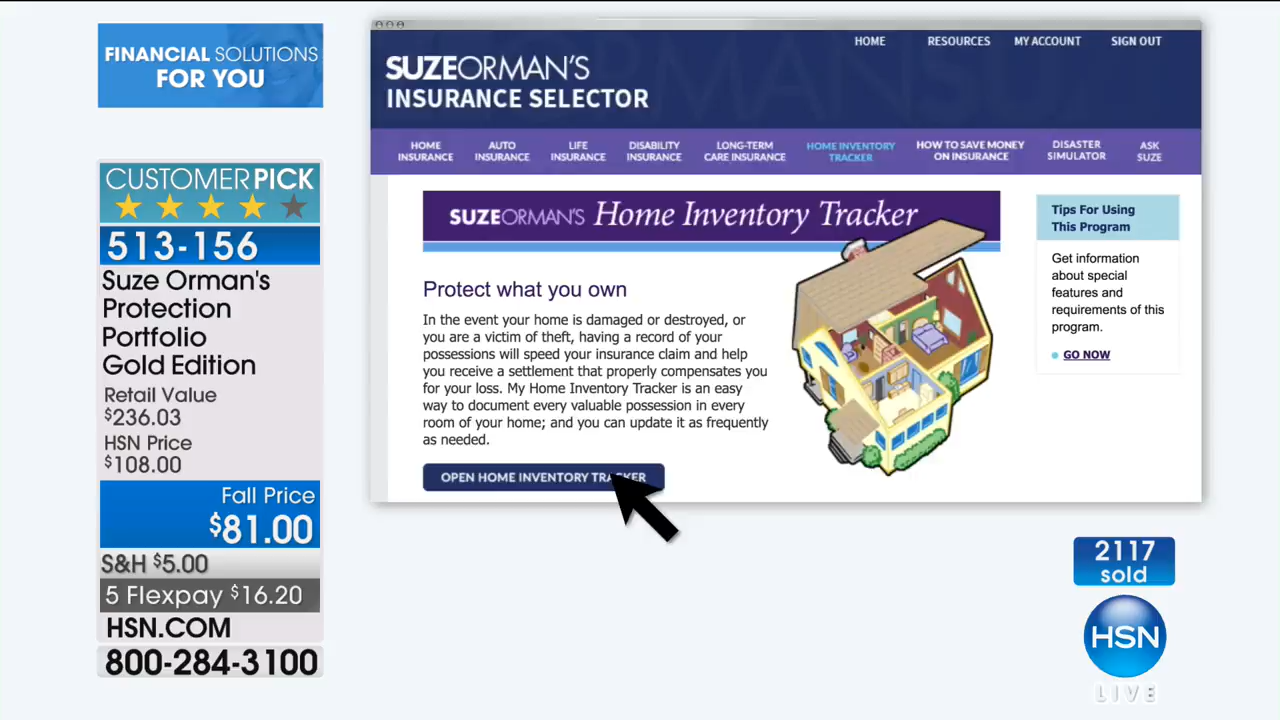 FINANCIAL SOLUTIONS
FOR YOU
CUSTOMER PICK
513-156
Suze Orman's
Protection
Portfolio
Gold Edition
Retail Value
$236.03
HSN Price
$108.00
Fall Price
$81.00
S&H $5.00
5 Flexpay $16.20
HSN.COM
800-284-3100
HOME RESOURCES MY ACCOUNT SIGN OUT
SUZEORMAN'S
INSURANCE SELECTOR
HOME
INSURANCE
AUTO
INSURANCE
LIFE
INSURANCE
DISABILITY
INSURANCE
LONG-TERM
CARE INSURANCE
HOME INVENTORY
TRACKER
HOW TO SAVE MONEY
ON INSURANCE
DISASTER
SIMULATOR
ASK
SUZE
SUZEORMAN'S Home Inventory Tracker
Protect what you own
In the event your home is damaged or destroyed, or
you are a victim of theft, having a record of your
possessions will speed your insurance claim and help
you receive a settlement that properly compensates you
for your loss. My Home Inventory Tracker is an easy
way to document every valuable possession in every
room of your home; and you can update it as frequently
as needed.
OPEN HOME INVENTORY TRACKER
Tips For Using
This Program
Get information
about special
features and
requirements of this
program.
GO NOW
2117
sold
HSN
LIVE